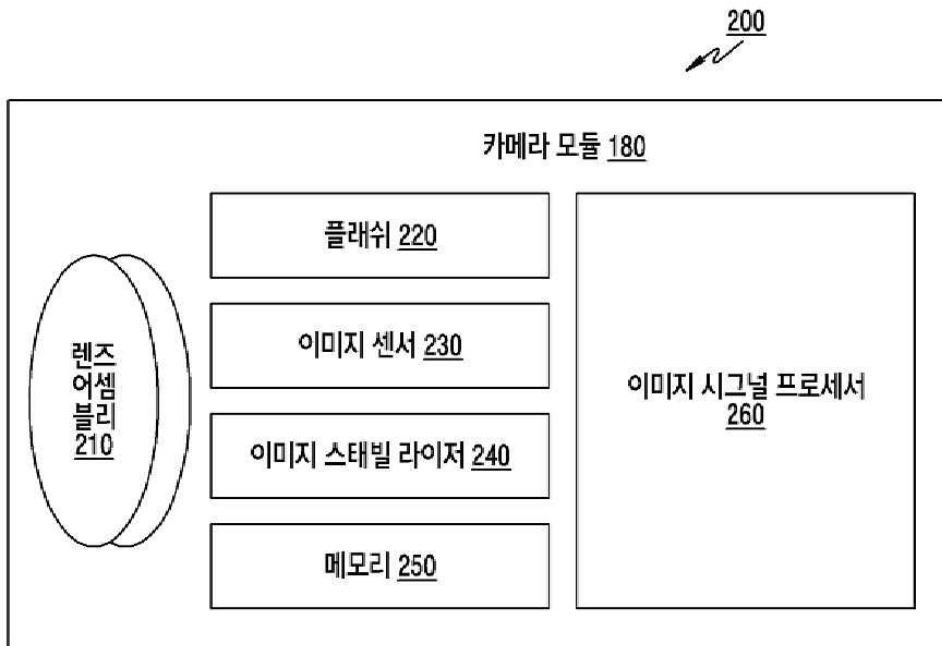 200
카메라 모듈 180
플래쉬 220
이미지 센서 230
이미지 스태빌 라이저 240
메모리 250
렌즈
어셈
블리
210
이미지 시그널 프로세서
260